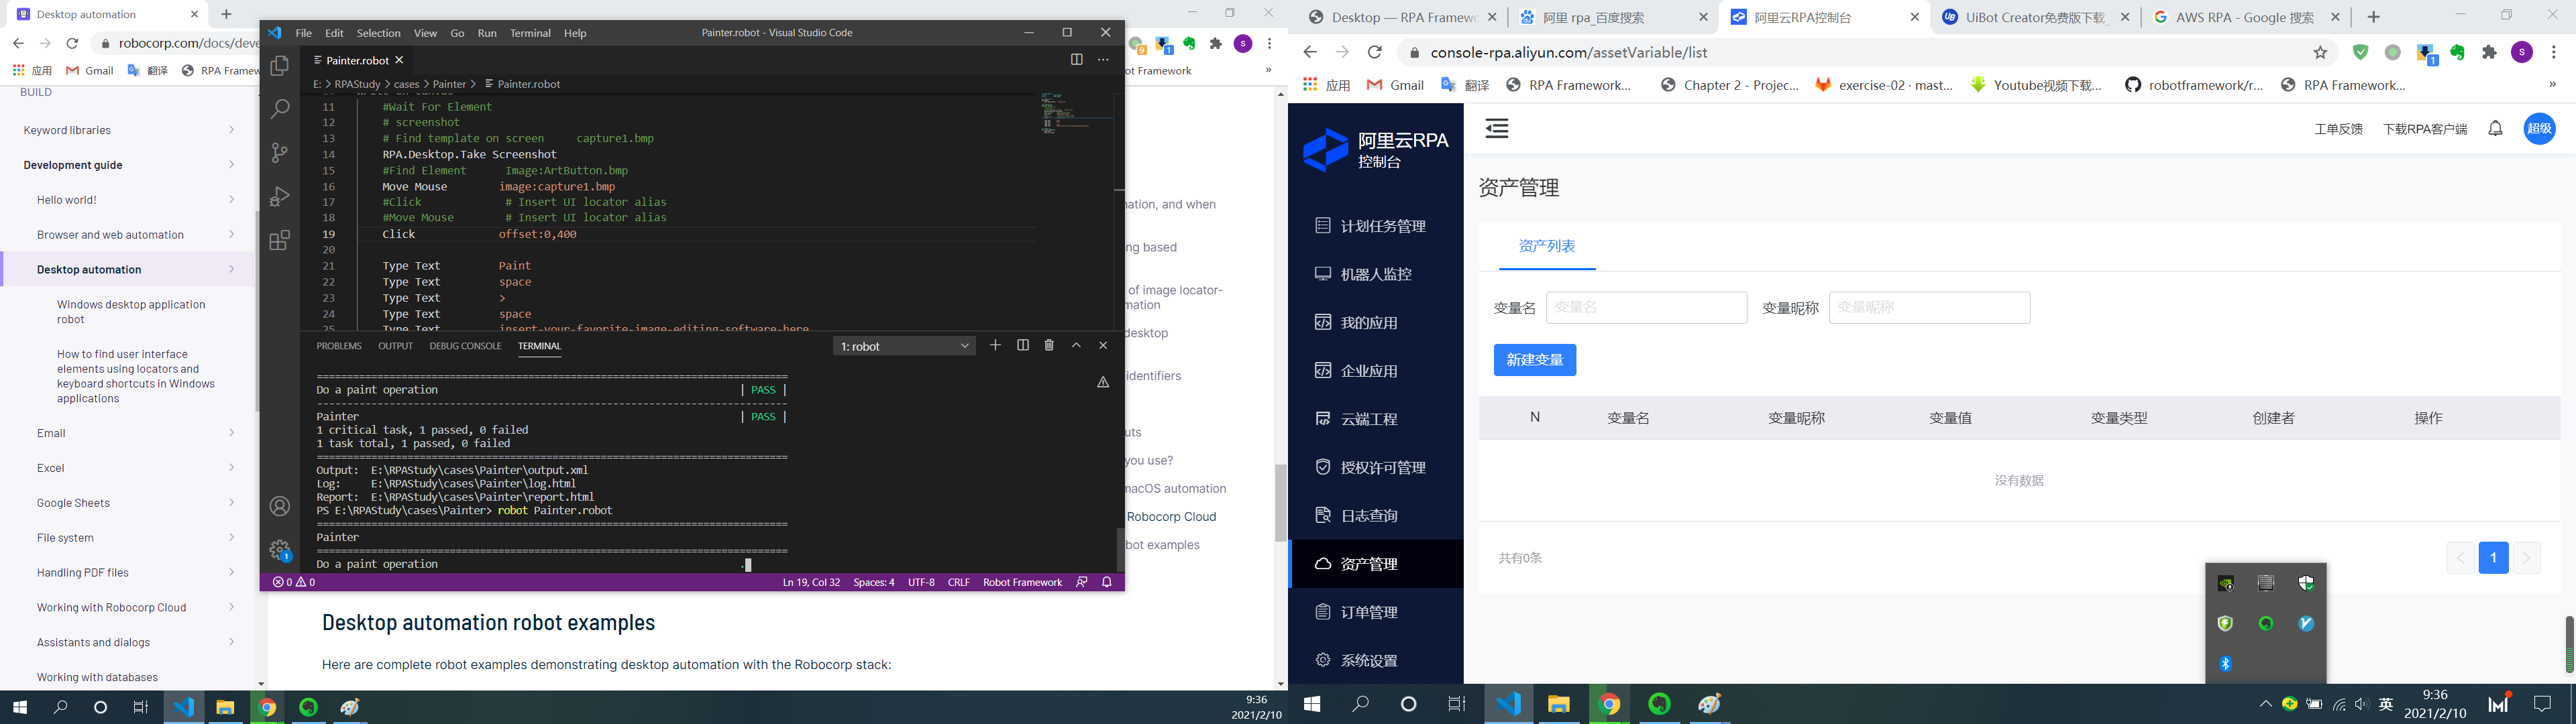 Desktop automation
robocorp.com/docs/deve
应用
Gmail
翻译
RPA Framew
BUILD
Keyword libraries
Development guide
Hello world!
Browser and web automation
Desktop automation
Windows desktop application
robot
How to find user interface
elements using locators and
keyboard shortcuts in Windows
applications
Email
Excel
Google Sheets
File system
Handling PDF files
Working with Robocorp Cloud
Assistants and dialogs
Working with databases
File Edit Selection View Go Run Terminal Help
Painter.robot - Visual Studio Code
Painter.robot
E: > RPAStudy > cases > Painter > Painter.robot
11 #Wait For Element
12 # screenshot
13 # Find template on screen capture1.bmp
14 RPA.Desktop.Take Screenshot
15 #Find Element Image:ArtButton.bmp
16 Move Mouse image:capture1.bmp
17 #Click # Insert UI locator alias
18 #Move Mouse # Insert UI locator alias
19 Click offset:0,400
20
21 Type Text Paint
22 Type Text space
23 Type Text >
24 Type Text space
25 Type Text insert-your-favorite-image-editing-software-here
PROBLEMS OUTPUT DEBUG CONSOLE TERMINAL
1: robot
==============================================================================
Do a paint operation | PASS |
------------------------------------------------------------------------------
Painter | PASS |
1 critical task, 1 passed, 0 failed
1 task total, 1 passed, 0 failed
==============================================================================
Output: E:\RPAStudy\cases\Painter\output.xml
Log: E:\RPAStudy\cases\Painter\log.html
Report: E:\RPAStudy\cases\Painter\report.html
PS E:\RPAStudy\cases\Painter> robot Painter.robot
==============================================================================
Painter
==============================================================================
Do a paint operation .
0 0
Ln 19, Col 32 Spaces: 4 UTF-8 CRLF Robot Framework
1
9
1
S
ot Framework
»
nation, and when
ng based
of image locator-
mation
desktop
identifiers
uts
you use?
macOS automation
Robocorp Cloud
bot examples
Desktop automation robot examples
Here are complete robot examples demonstrating desktop automation with the Robocorp stack:
9:36
2021/2/10
Desktop — RPA Framew
阿里 rpa_百度搜索
阿里云RPA控制台
UiBot Creator免费版下载_
AWS RPA - Google 搜索
console-rpa.aliyun.com/assetVariable/list
1
S
应用
Gmail
翻译
RPA Framework...
Chapter 2 - Projec...
exercise-02 · mast...
Youtube视频下载...
robotframework/r...
RPA Framework...
»
阿里云RPA
控制台
工单反馈
下载RPA客户端
超级
计划任务管理
机器人监控
我的应用
企业应用
云端工程
授权许可管理
日志查询
资产管理
订单管理
系统设置
资产管理
资产列表
变量名 变量名 变量昵称 变量昵称
新建变量
N 变量名 变量昵称 变量值 变量类型 创建者 操作
没有数据
共有0条
1
英
9:36
2021/2/10